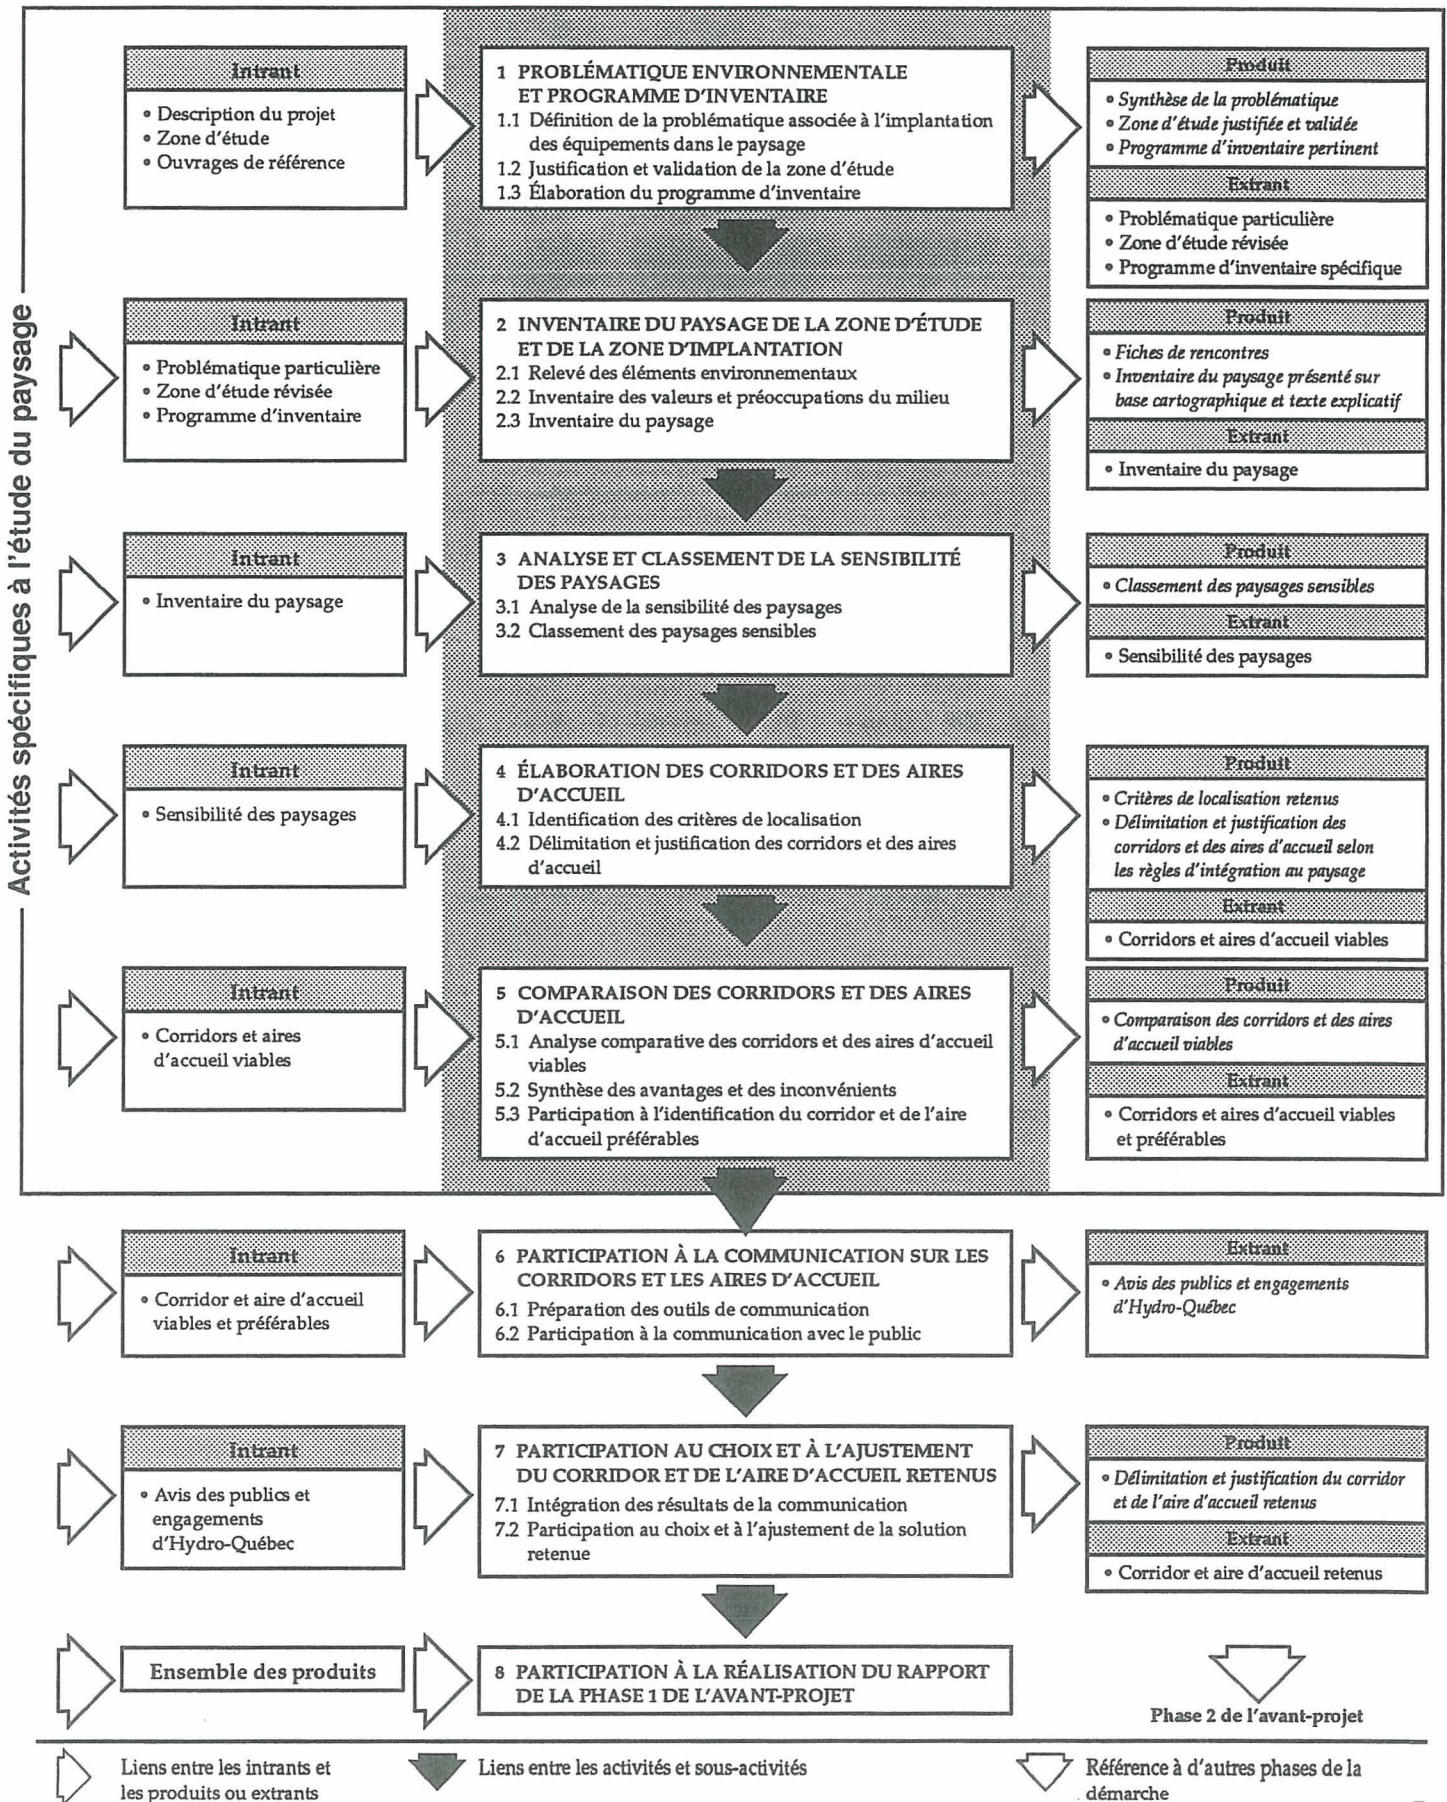 Activités spécifiques à l'étude du paysage
Intrant
• Description du projet
• Zone d'étude
• Ouvrages de référence
1 PROBLÉMATIQUE ENVIRONNEMENTALE
ET PROGRAMME D'INVENTAIRE
1.1 Définition de la problématique associée à l'implantation
des équipements dans le paysage
1.2 Justification et validation de la zone d'étude
1.3 Élaboration du programme d'inventaire
Produit
• Synthèse de la problématique
• Zone d'étude justifiée et validée
• Programme d'inventaire pertinent
Extrant
• Problématique particulière
• Zone d'étude révisée
• Programme d'inventaire spécifique
Intrant
• Problématique particulière
• Zone d'étude révisée
• Programme d'inventaire
2 INVENTAIRE DU PAYSAGE DE LA ZONE D'ÉTUDE
ET DE LA ZONE D'IMPLANTATION
2.1 Relevé des éléments environnementaux
2.2 Inventaire des valeurs et préoccupations du milieu
2.3 Inventaire du paysage
Produit
• Fiches de rencontres
• Inventaire du paysage présenté sur
base cartographique et texte explicatif
Extrant
• Inventaire du paysage
Intrant
• Inventaire du paysage
3 ANALYSE ET CLASSEMENT DE LA SENSIBILITÉ
DES PAYSAGES
3.1 Analyse de la sensibilité des paysages
3.2 Classement des paysages sensibles
Produit
• Classement des paysages sensibles
Extrant
• Sensibilité des paysages
Intrant
• Sensibilité des paysages
4 ÉLABORATION DES CORRIDORS ET DES AIRES
D'ACCUEIL
4.1 Identification des critères de localisation
4.2 Délimitation et justification des corridors et des aires
d'accueil
Produit
• Critères de localisation retenus
• Délimitation et justification des
corridors et des aires d'accueil selon
les règles d'intégration au paysage
Extrant
• Corridors et aires d'accueil viables
Intrant
• Corridors et aires
d'accueil viables
5 COMPARAISON DES CORRIDORS ET DES AIRES
D'ACCUEIL
5.1 Analyse comparative des corridors et des aires d'accueil
viables
5.2 Synthèse des avantages et des inconvénients
5.3 Participation à l'identification du corridor et de l'aire
d'accueil préférables
Produit
• Comparaison des corridors et des aires
d'accueil viables
Extrant
• Corridors et aires d'accueil viables
et préférables
Intrant
• Corridor et aire d'accueil
viables et préférables
6 PARTICIPATION À LA COMMUNICATION SUR LES
CORRIDORS ET LES AIRES D'ACCUEIL
6.1 Préparation des outils de communication
6.2 Participation à la communication avec le public
Extrant
• Avis des publics et engagements
d'Hydro-Québec
Intrant
• Avis des publics et
engagements
d'Hydro-Québec
7 PARTICIPATION AU CHOIX ET À L'AJUSTEMENT
DU CORRIDOR ET DE L'AIRE D'ACCUEIL RETENUS
7.1 Intégration des résultats de la communication
7.2 Participation au choix et à l'ajustement de la solution
retenue
Produit
• Délimitation et justification du corridor
et de l'aire d'accueil retenus
Extrant
• Corridor et aire d'accueil retenus
Ensemble des produits
8 PARTICIPATION À LA RÉALISATION DU RAPPORT
DE LA PHASE 1 DE L'AVANT-PROJET
Phase 2 de l'avant-projet
Liens entre les intrants et
les produits ou extrants
Liens entre les activités et sous-activités
Référence à d'autres phases de la
démarche